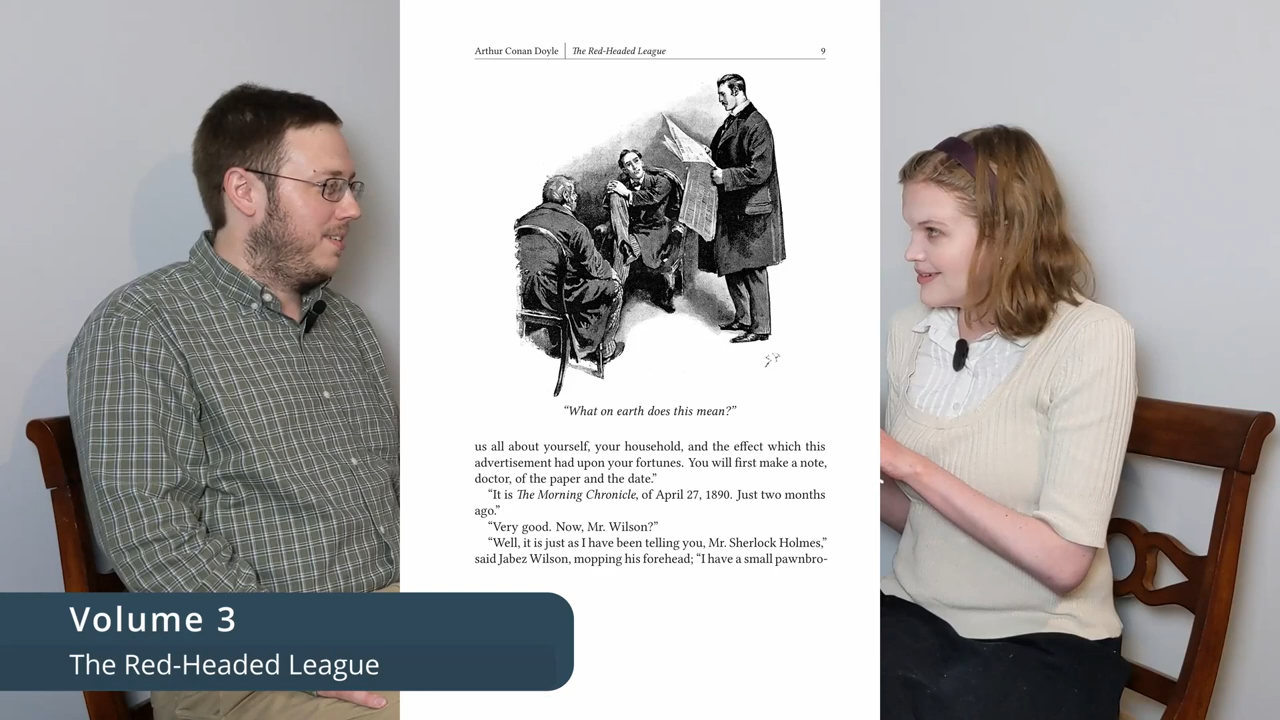 Arthur Conan Doyle | The Red-Headed League 9
“What on earth does this mean?”
us all about yourself, your household, and the effect which this
advertisement had upon your fortunes. You will first make a note,
doctor, of the paper and the date.”
“It is The Morning Chronicle, of April 27, 1890. Just two months
ago.”
“Very good. Now, Mr. Wilson?”
“Well, it is just as I have been telling you, Mr. Sherlock Holmes,”
said Jabez Wilson, mopping his forehead; “I have a small pawnbro-
Volume 3
The Red-Headed League